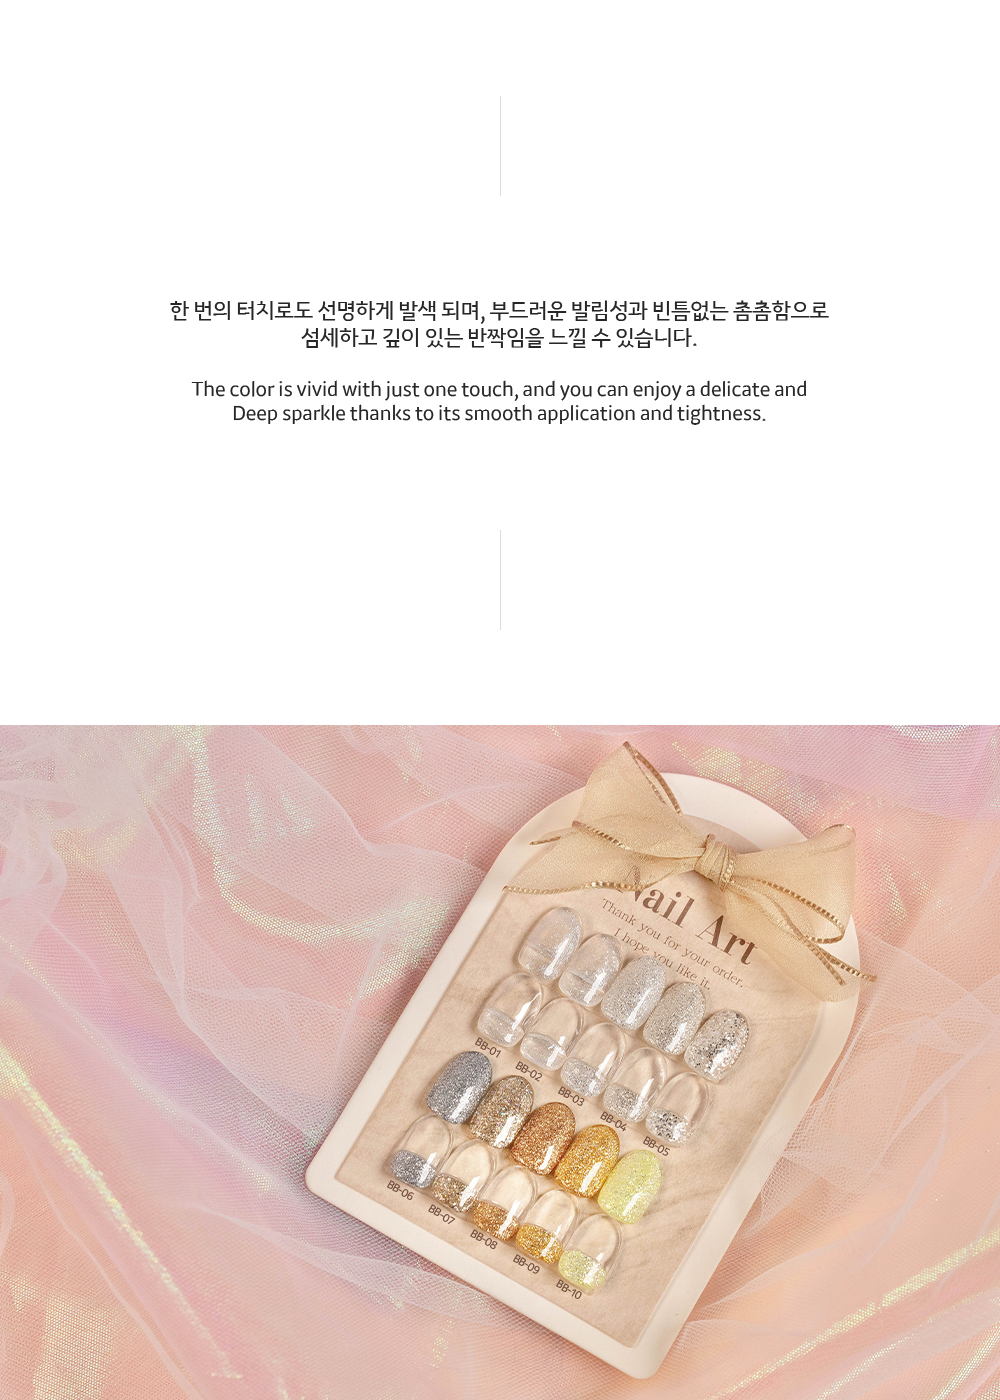 한 번의 터치로도 선명하게 발색 되며, 부드러운 발림성과 빈틈없는 촘촘함으로
섬세하고 깊이 있는 반짝임을 느낄 수 있습니다.
The color is vivid with just one touch, and you can enjoy a delicate and
Deep sparkle thanks to its smooth application and tightness.
Nail Art
Thank you for your order.
I hope you like it.
BB-01
BB-02
BB-03
BB-04
BB-05
BB-06
BB-07
BB-08
BB-09
BB-10